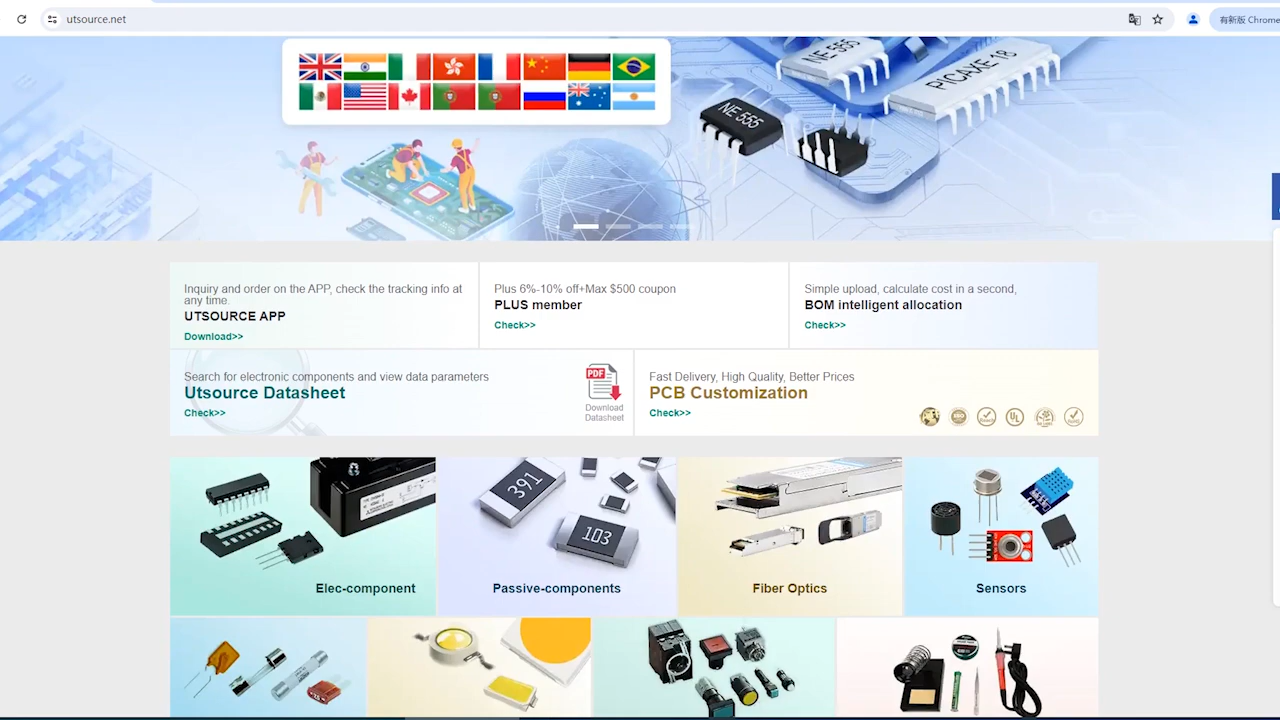 utsource.net
有新版 Chrome
NE 555
PICAXE-18
NE 555
Inquiry and order on the APP, check the tracking info at
any time.
UTSOURCE APP
Download>>
Plus 6%-10% off+Max $500 coupon
PLUS member
Check>>
Simple upload, calculate cost in a second,
BOM intelligent allocation
Check>>
Search for electronic components and view data parameters
Utsource Datasheet
Check>>
PDF
Download
Datasheet
Fast Delivery, High Quality, Better Prices
PCB Customization
Check>>
UL
391
103
Elec-component
Passive-components
Fiber Optics
Sensors